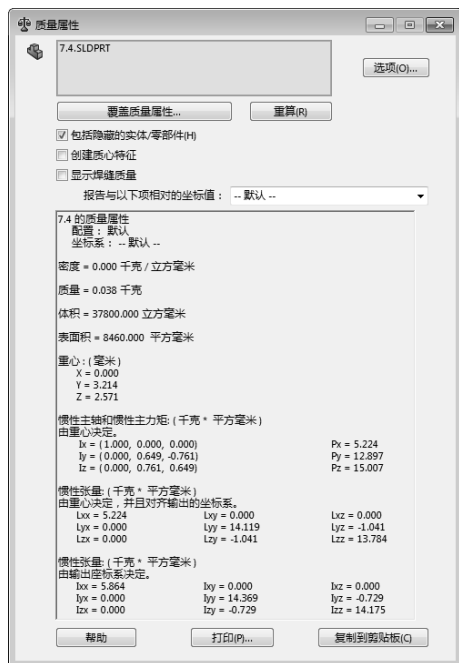 质量属性
7.4.SLDPRT
选项(O)...
覆盖质量属性...
重算(R)
包括隐藏的实体/零部件(H)
创建质心特征
显示焊缝质量
报告与以下项相对的坐标值： -- 默认 --
7.4 的质量属性
配置： 默认
坐标系： -- 默认 --
密度 = 0.000 千克 / 立方毫米
质量 = 0.038 千克
体积 = 37800.000 立方毫米
表面积 = 8460.000 平方毫米
重心 : ( 毫米 )
X = 0.000
Y = 3.214
Z = 2.571
惯性主轴和惯性主力矩: ( 千克 * 平方毫米 )
由重心决定。
Ix = ( 1.000, 0.000, 0.000) Px = 5.224
Iy = ( 0.000, 0.649, -0.761) Py = 12.897
Iz = ( 0.000, 0.761, 0.649) Pz = 15.007
惯性张量: ( 千克 * 平方毫米 )
由重心决定，并且对齐输出的坐标系。
Lxx = 5.224 Lxy = 0.000 Lxz = 0.000
Lyx = 0.000 Lyy = 14.119 Lyz = -1.041
Lzx = 0.000 Lzy = -1.041 Lzz = 13.784
惯性张量: ( 千克 * 平方毫米 )
由输出座标系决定。
Ixx = 5.864 Ixy = 0.000 Ixz = 0.000
Iyx = 0.000 Iyy = 14.369 Iyz = -0.729
Izx = 0.000 Izy = -0.729 Izz = 14.175
帮助
打印(P)...
复制到剪贴板(C)